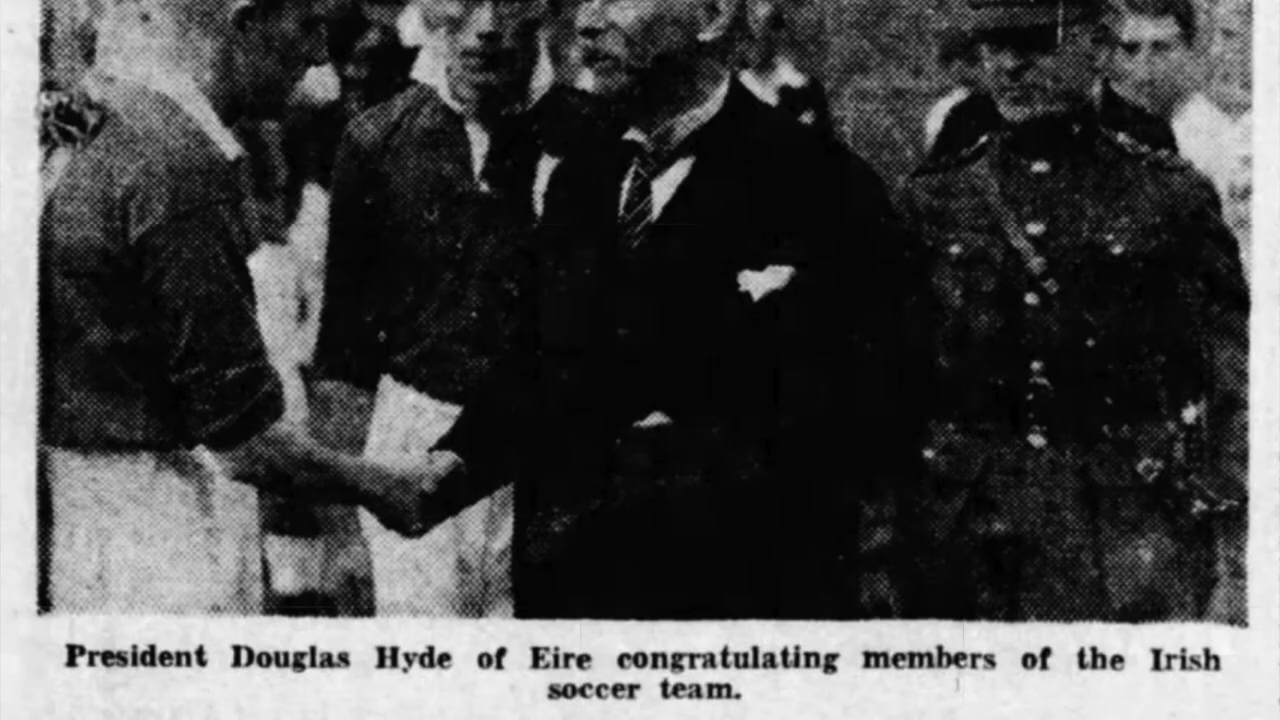 President Douglas Hyde of Eire congratulating members of the Irish
soccer team.